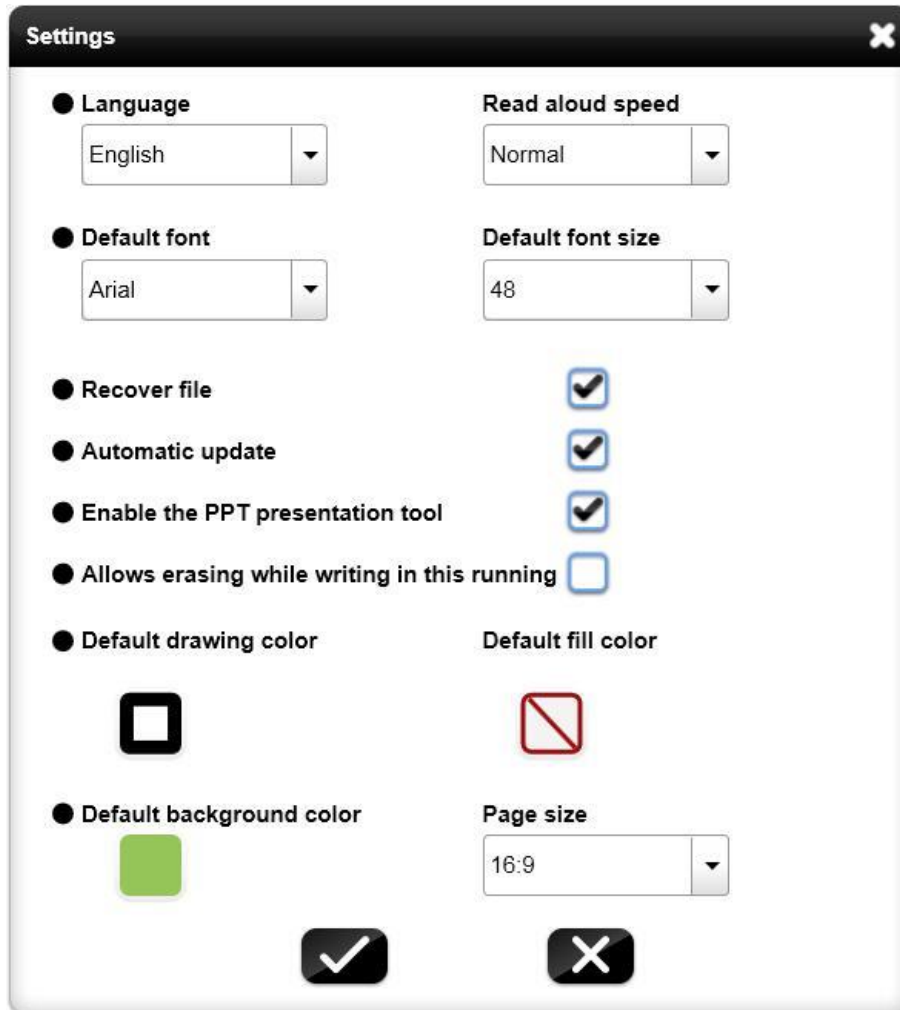 Settings
Language Read aloud speed
English Normal
Default font Default font size
Arial 48
Recover file
Automatic update
Enable the PPT presentation tool
Allows erasing while writing in this running
Default drawing color Default fill color
Default background color Page size
16:9